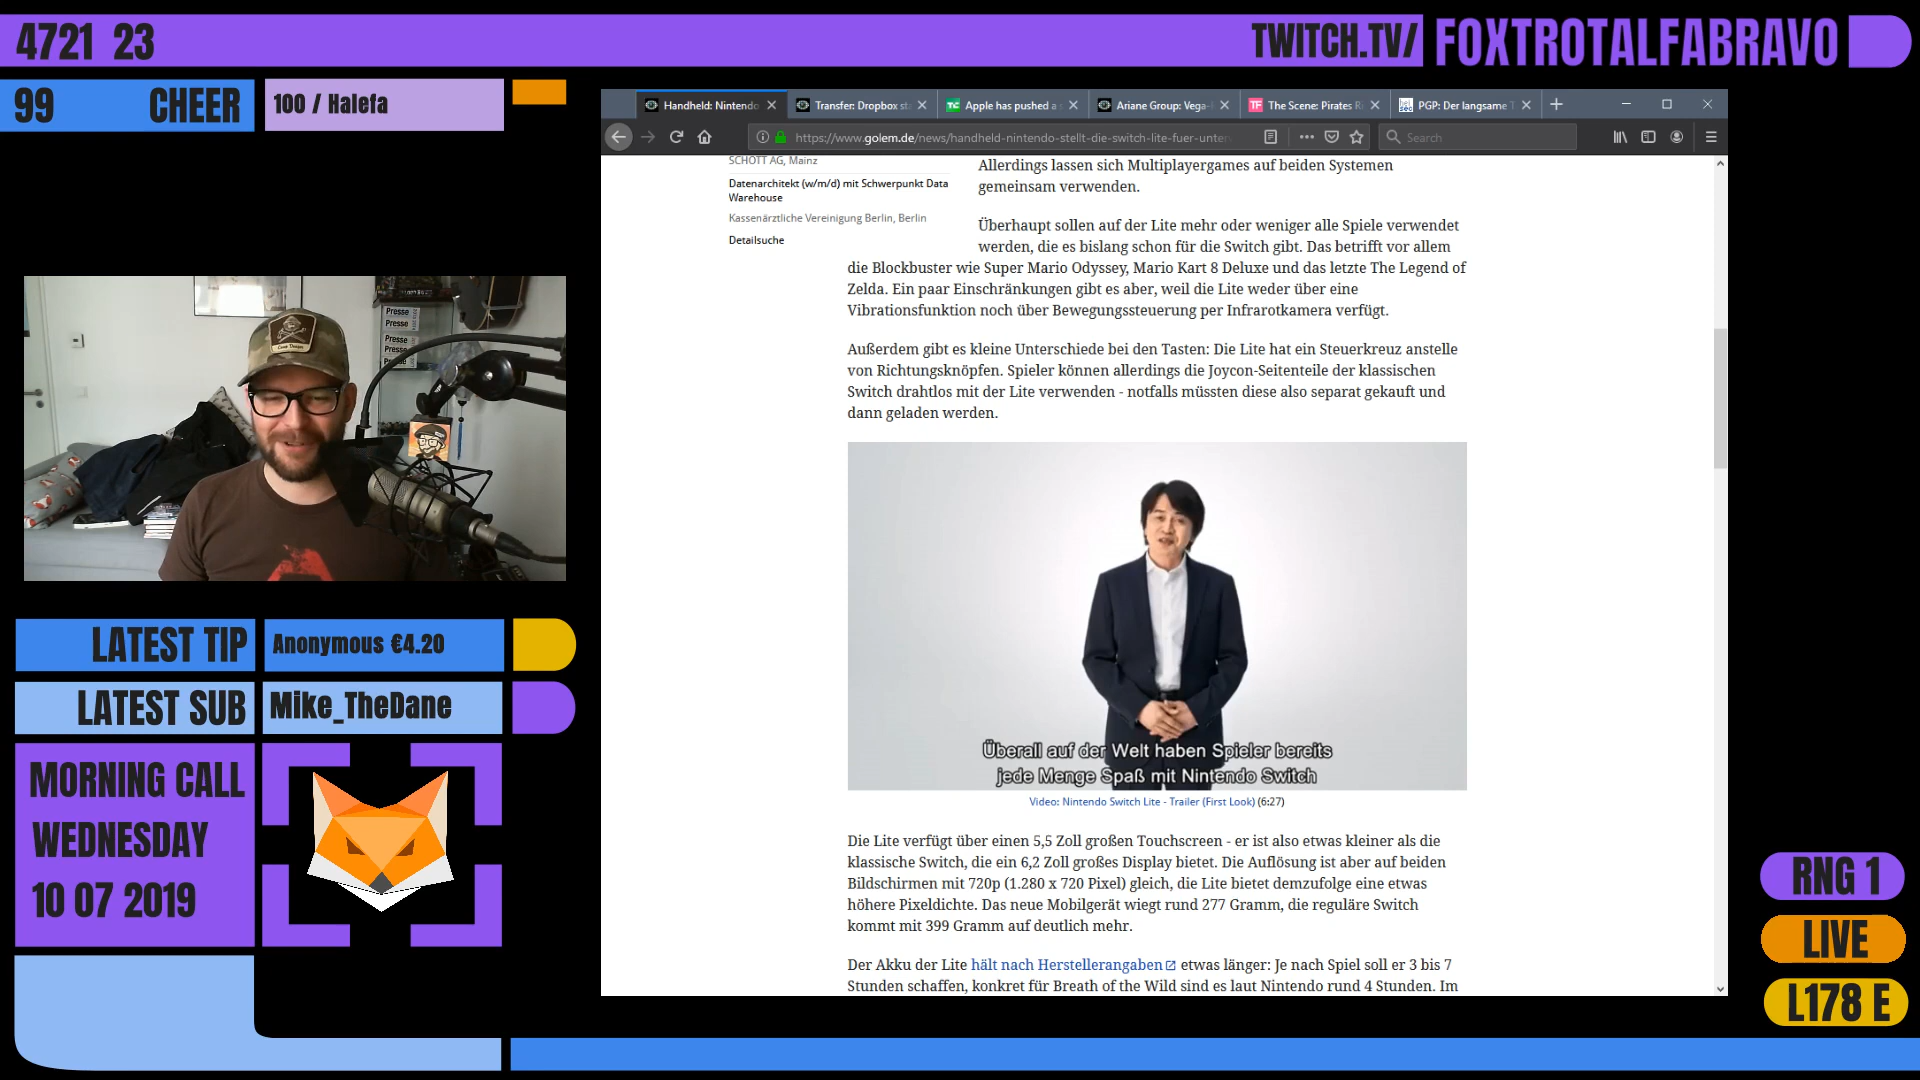 4721 23
TWITCH.TV/ FOXTROTALFABRAVO
99 CHEER
100 / Halefa
Handheld: Nintendo
Transfer: Dropbox st
Apple has pushed a s
Ariane Group: Vega-
The Scene: Pirates Ri
PGP: Der langsame T
https://www.golem.de/news/handheld-nintendo-stellt-die-switch-lite-fuer-unter
Search
SCHOTT AG, Mainz
Datenarchitekt (w/m/d) mit Schwerpunkt Data
Warehouse
Kassenärztliche Vereinigung Berlin, Berlin
Detailsuche
Allerdings lassen sich Multiplayergames auf beiden Systemen
gemeinsam verwenden.
Überhaupt sollen auf der Lite mehr oder weniger alle Spiele verwendet
werden, die es bislang schon für die Switch gibt. Das betrifft vor allem
die Blockbuster wie Super Mario Odyssey, Mario Kart 8 Deluxe und das letzte The Legend of
Zelda. Ein paar Einschränkungen gibt es aber, weil die Lite weder über eine
Vibrationsfunktion noch über Bewegungssteuerung per Infrarotkamera verfügt.
Außerdem gibt es kleine Unterschiede bei den Tasten: Die Lite hat ein Steuerkreuz anstelle
von Richtungsknöpfen. Spieler können allerdings die Joycon-Seitenteile der klassischen
Switch drahtlos mit der Lite verwenden - notfalls müssten diese also separat gekauft und
dann geladen werden.
Überall auf der Welt haben Spieler bereits
jede Menge Spaß mit Nintendo Switch
Video: Nintendo Switch Lite - Trailer (First Look) (6:27)
Die Lite verfügt über einen 5,5 Zoll großen Touchscreen - er ist also etwas kleiner als die
klassische Switch, die ein 6,2 Zoll großes Display bietet. Die Auflösung ist aber auf beiden
Bildschirmen mit 720p (1.280 x 720 Pixel) gleich, die Lite bietet demzufolge eine etwas
höhere Pixeldichte. Das neue Mobilgerät wiegt rund 277 Gramm, die reguläre Switch
kommt mit 399 Gramm auf deutlich mehr.
Der Akku der Lite hält nach Herstellerangaben etwas länger: Je nach Spiel soll er 3 bis 7
Stunden schaffen, konkret für Breath of the Wild sind es laut Nintendo rund 4 Stunden. Im
Presse
Presse
Presse
Presse
LATEST TIP
Anonymous €4.20
LATEST SUB
Mike_TheDane
MORNING CALL
WEDNESDAY
10 07 2019
RNG 1
LIVE
L178 E